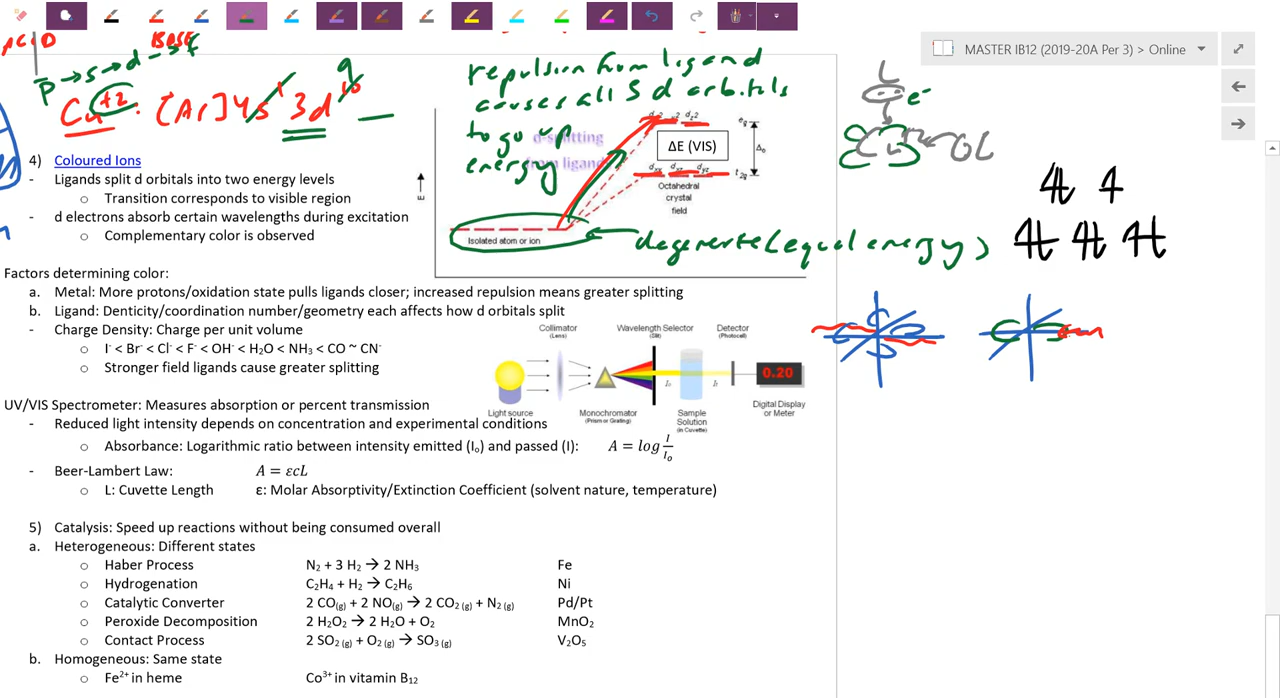 MASTER IB12 (2019-20A Per 3) > Online
ACID
BASE
P → s → d → f
Cu+2: [Ar] 4s1 3d10 9
4) Coloured Ions
- Ligands split d orbitals into two energy levels
o Transition corresponds to visible region
- d electrons absorb certain wavelengths during excitation
o Complementary color is observed
repulsion from ligand
causes all 5 d orbitals
to go up
energy
d-splitting
from ligand
ΔE (VIS)
Δo
t2g
E
Octahedral
crystal
field
Isolated atom or ion
degenerte (equal energy)
L
e-
Cu
Factors determining color:
a. Metal: More protons/oxidation state pulls ligands closer; increased repulsion means greater splitting
b. Ligand: Denticity/coordination number/geometry each affects how d orbitals split
- Charge Density: Charge per unit volume
o I- < Br- < Cl- < F- < OH- < H2O < NH3 < CO ~ CN-
o Stronger field ligands cause greater splitting
Collimator
(Lens)
Wavelength Selector
(Slit)
Detector
(Photocell)
0.20
Io
It
Light source
Monochromator
(Prism or Grating)
Sample
Solution
(in Cuvette)
Digital Display
or Meter
UV/VIS Spectrometer: Measures absorption or percent transmission
- Reduced light intensity depends on concentration and experimental conditions
o Absorbance: Logarithmic ratio between intensity emitted (Io) and passed (I): A = log I/Io
- Beer-Lambert Law: A = εcL
o L: Cuvette Length ε: Molar Absorptivity/Extinction Coefficient (solvent nature, temperature)
5) Catalysis: Speed up reactions without being consumed overall
a. Heterogeneous: Different states
o Haber Process N2 + 3 H2 → 2 NH3 Fe
o Hydrogenation C2H4 + H2 → C2H6 Ni
o Catalytic Converter 2 CO(g) + 2 NO(g) → 2 CO2 (g) + N2 (g) Pd/Pt
o Peroxide Decomposition 2 H2O2 → 2 H2O + O2 MnO2
o Contact Process 2 SO2 (g) + O2 (g) → SO3 (g) V2O5
b. Homogeneous: Same state
o Fe2+ in heme Co3+ in vitamin B12